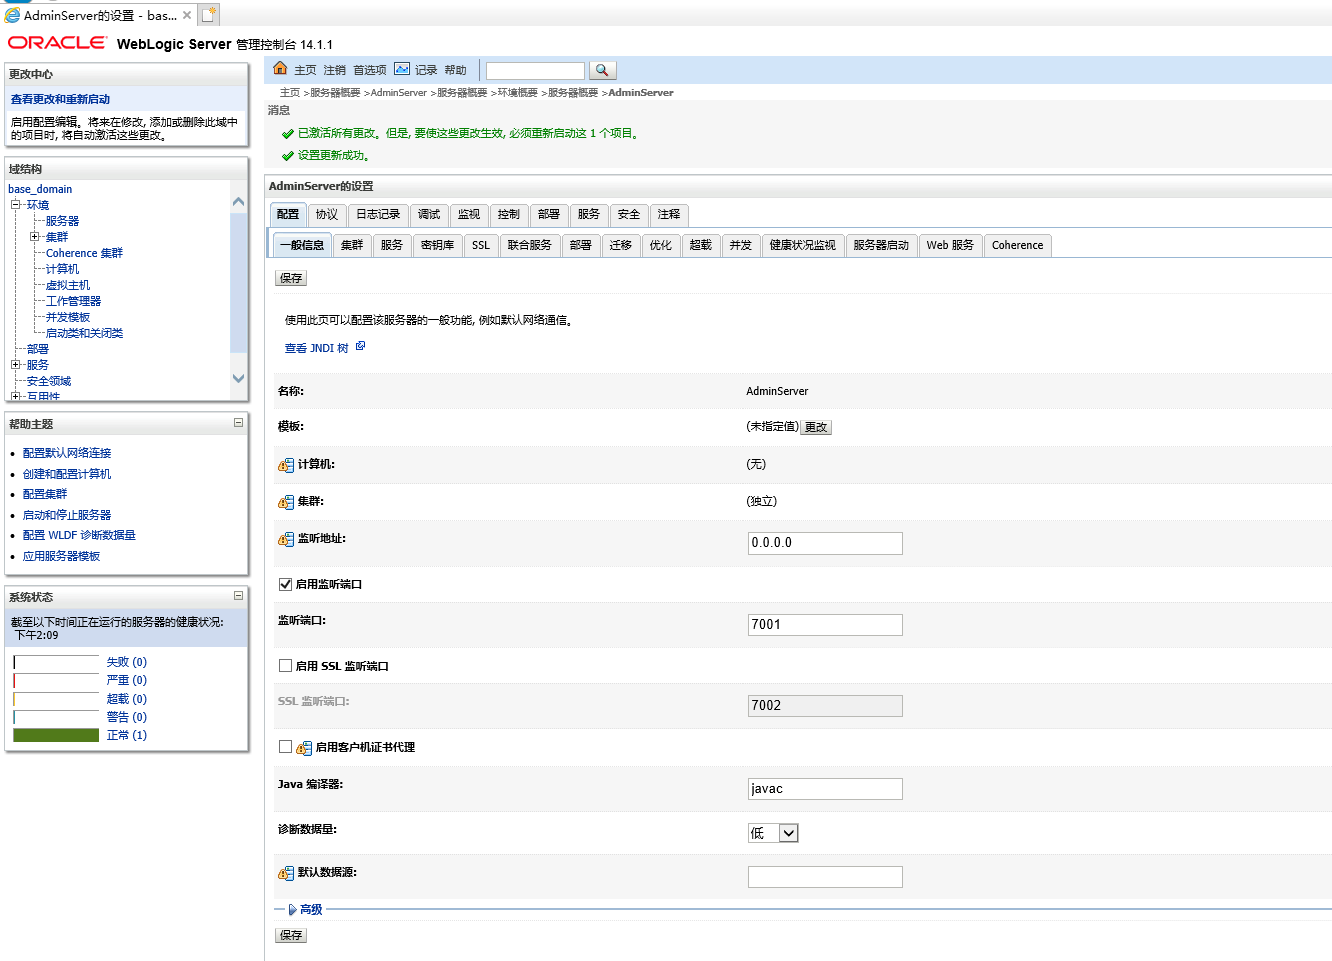 AdminServer的设置 - bas...
ORACLE WebLogic Server 管理控制台 14.1.1
更改中心
查看更改和重新启动
启用配置编辑。将来在修改, 添加或删除此域中
的项目时, 将自动激活这些更改。
域结构
base_domain
环境
服务器
集群
Coherence 集群
计算机
虚拟主机
工作管理器
并发模板
启动类和关闭类
部署
服务
安全领域
互用性
帮助主题
配置默认网络连接
创建和配置计算机
配置集群
启动和停止服务器
配置 WLDF 诊断数据量
应用服务器模板
系统状态
截至以下时间正在运行的服务器的健康状况:
下午2:09
失败 (0)
严重 (0)
超载 (0)
警告 (0)
正常 (1)
主页 注销 首选项 记录 帮助
主页 >服务器概要 >AdminServer >服务器概要 >环境概要 >服务器概要 >AdminServer
消息
已激活所有更改。但是, 要使这些更改生效, 必须重新启动这 1 个项目。
设置更新成功。
AdminServer的设置
配置 协议 日志记录 调试 监视 控制 部署 服务 安全 注释
一般信息 集群 服务 密钥库 SSL 联合服务 部署 迁移 优化 超载 并发 健康状况监视 服务器启动 Web 服务 Coherence
保存
使用此页可以配置该服务器的一般功能, 例如默认网络通信。
查看 JNDI 树
名称: AdminServer
模板: (未指定值) 更改
计算机: (无)
集群: (独立)
监听地址: 0.0.0.0
启用监听端口
监听端口: 7001
启用 SSL 监听端口
SSL 监听端口: 7002
启用客户机证书代理
Java 编译器: javac
诊断数据量: 低
默认数据源:
高级
保存